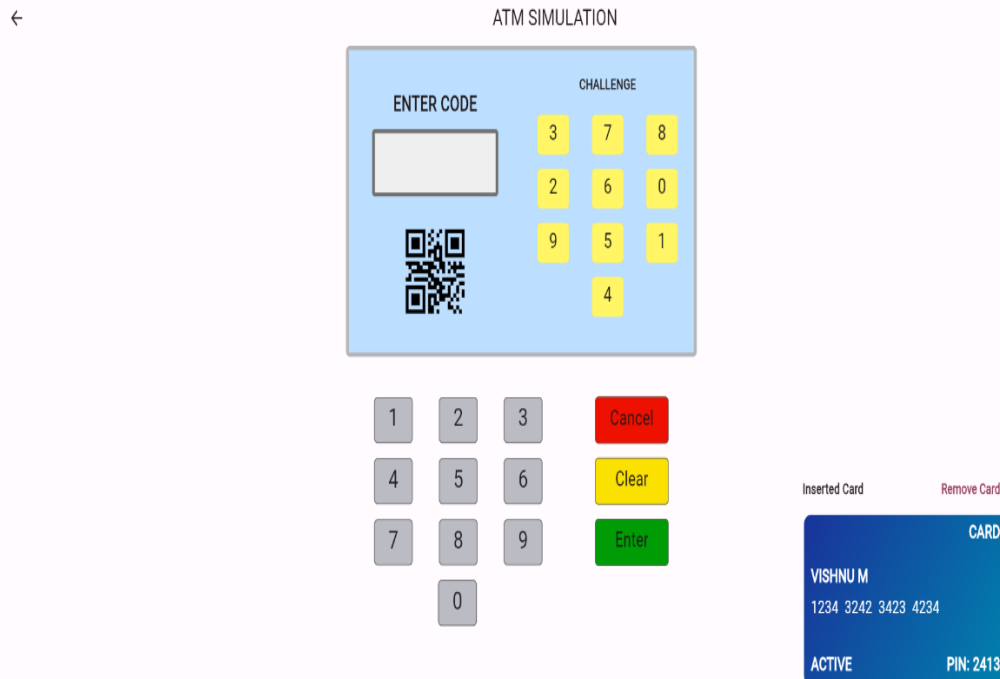 ATM SIMULATION
ENTER CODE
CHALLENGE
3 7 8
2 6 0
9 5 1
4
1 2 3
Cancel
4 5 6
Clear
7 8 9
Enter
0
Inserted Card
Remove Card
CARD
VISHNU M
1234 3242 3423 4234
ACTIVE
PIN: 2413